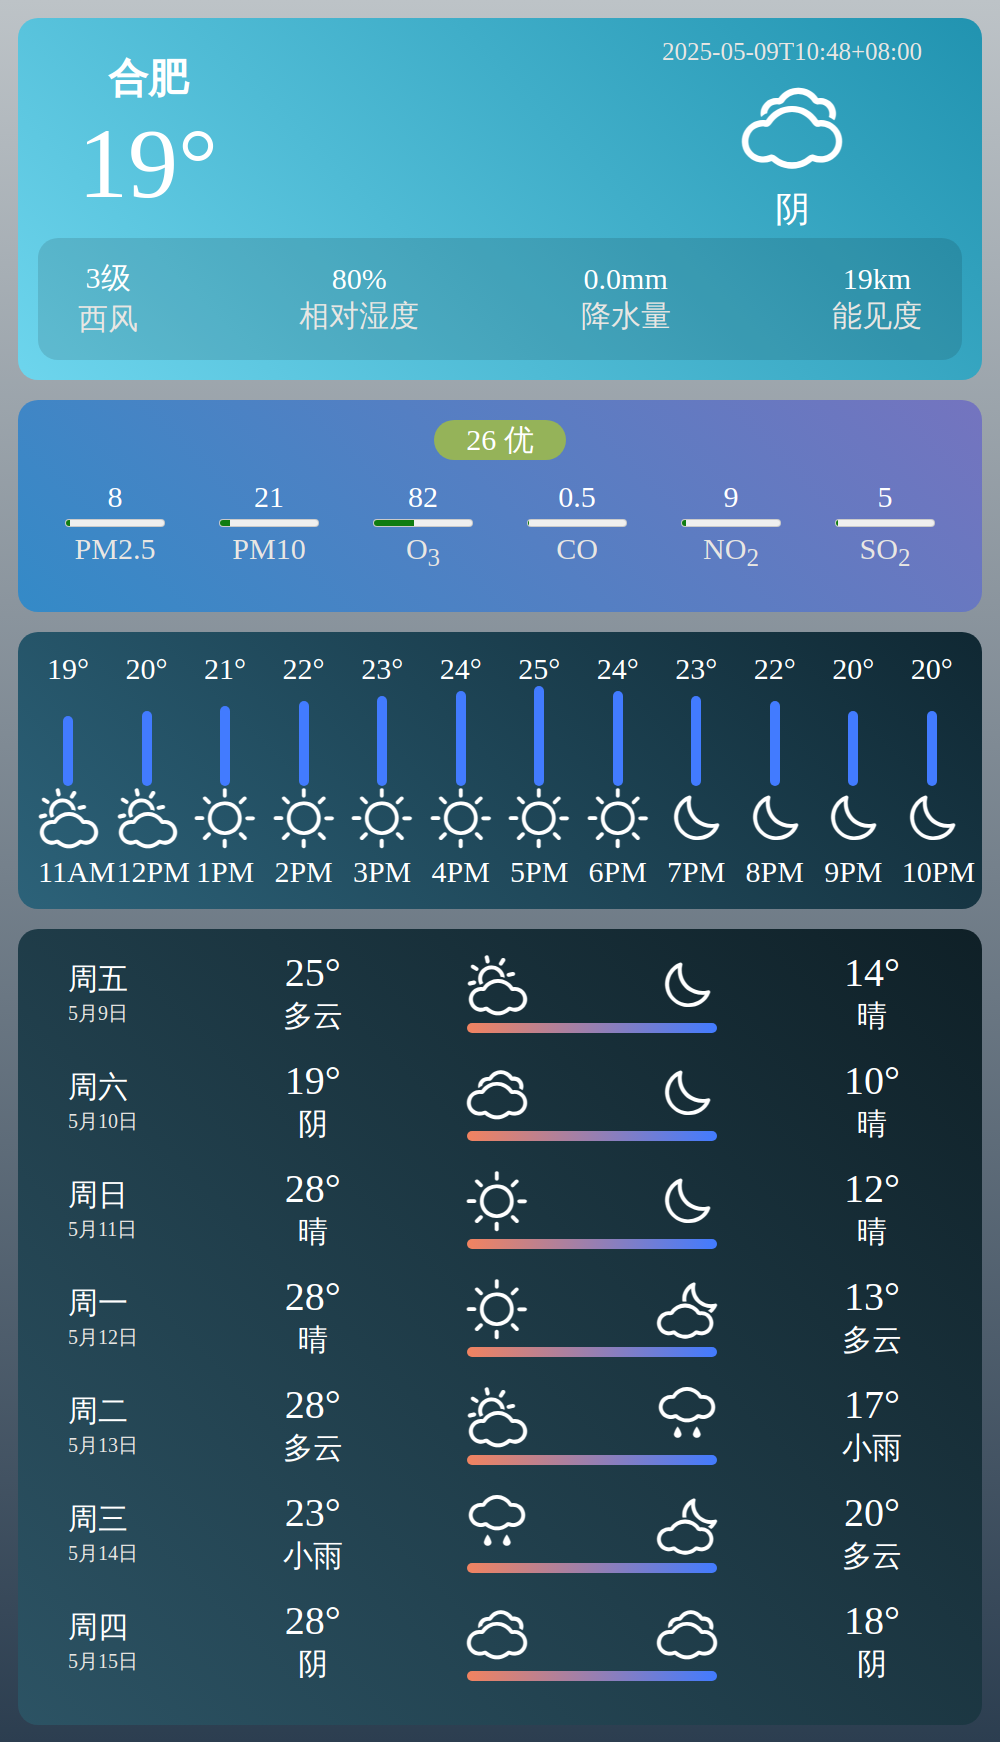 合肥
19°
2025-05-09T10:48+08:00
阴
3级 80% 0.0mm 19km
西风 相对湿度 降水量 能见度
26 优
8 21 82 0.5 9 5
PM2.5 PM10 O3 CO NO2 SO2
19° 20° 21° 22° 23° 24° 25° 24° 23° 22° 20° 20°
11AM 12PM 1PM 2PM 3PM 4PM 5PM 6PM 7PM 8PM 9PM 10PM
周五 25° 14°
5月9日 多云 晴
周六 19° 10°
5月10日 阴 晴
周日 28° 12°
5月11日 晴 晴
周一 28° 13°
5月12日 晴 多云
周二 28° 17°
5月13日 多云 小雨
周三 23° 20°
5月14日 小雨 多云
周四 28° 18°
5月15日 阴 阴